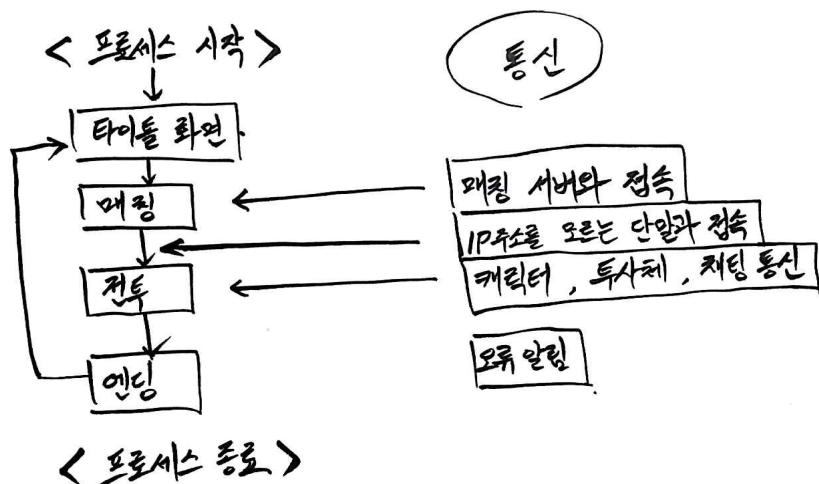 < 프로세스 시작 >
통신
타이틀 화면
매칭
전투
엔딩
< 프로세스 종료 >
매칭 서버와 접속
IP주소를 모르는 단말과 접속
캐릭터 , 투사체 , 채팅 통신
오류 알림